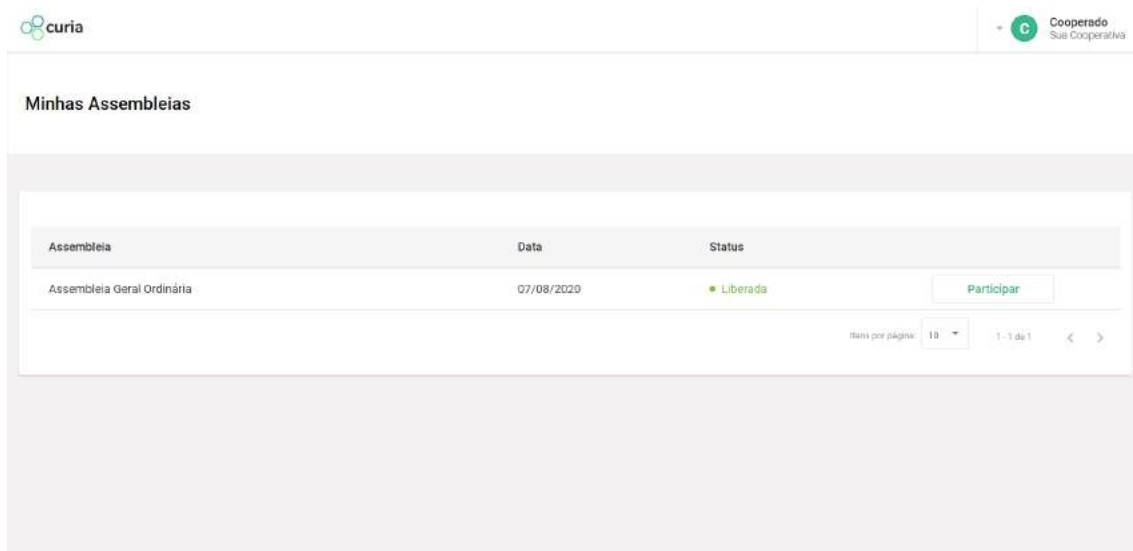 curia
Cooperado
Sua Cooperativa
Minhas Assembleias
Assembleia Data Status
Assembleia Geral Ordinária 07/08/2020 Liberada Participar
Itens por página: 10 1 - 1 de 1
C